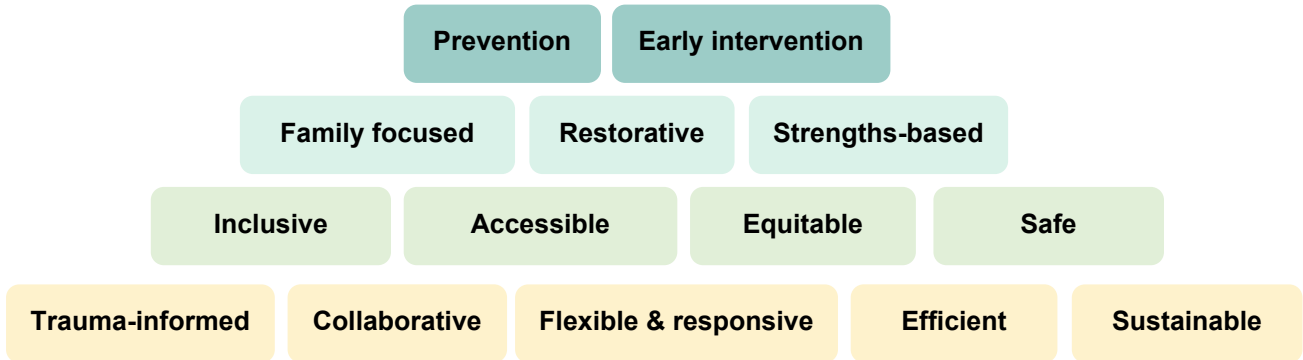 Prevention Early intervention
Family focused Restorative Strengths-based
Inclusive Accessible Equitable Safe
Trauma-informed Collaborative Flexible & responsive Efficient Sustainable